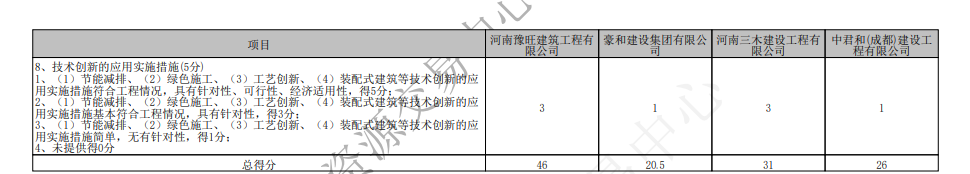 项目
河南豫旺建筑工程有限公司
豪和建设集团有限公司
河南三木建设工程有限公司
中君和(成都)建设工程有限公司
8、技术创新的应用实施措施(5分)
1、（1）节能减排、（2）绿色施工、（3）工艺创新、（4）装配式建筑等技术创新的应
用实施措施符合工程情况，具有针对性、可行性、经济适用性，得5分；
2、（1）节能减排、（2）绿色施工、（3）工艺创新、（4）装配式建筑等技术创新的应
用实施措施基本符合工程情况，具有针对性，得3分；
3、（1）节能减排、（2）绿色施工、（3）工艺创新、（4）装配式建筑等技术创新的应
用实施措施简单，无有针对性，得1分；
4、未提供得0分
3
1
3
1
总得分
46
20.5
31
26
资源交易中心